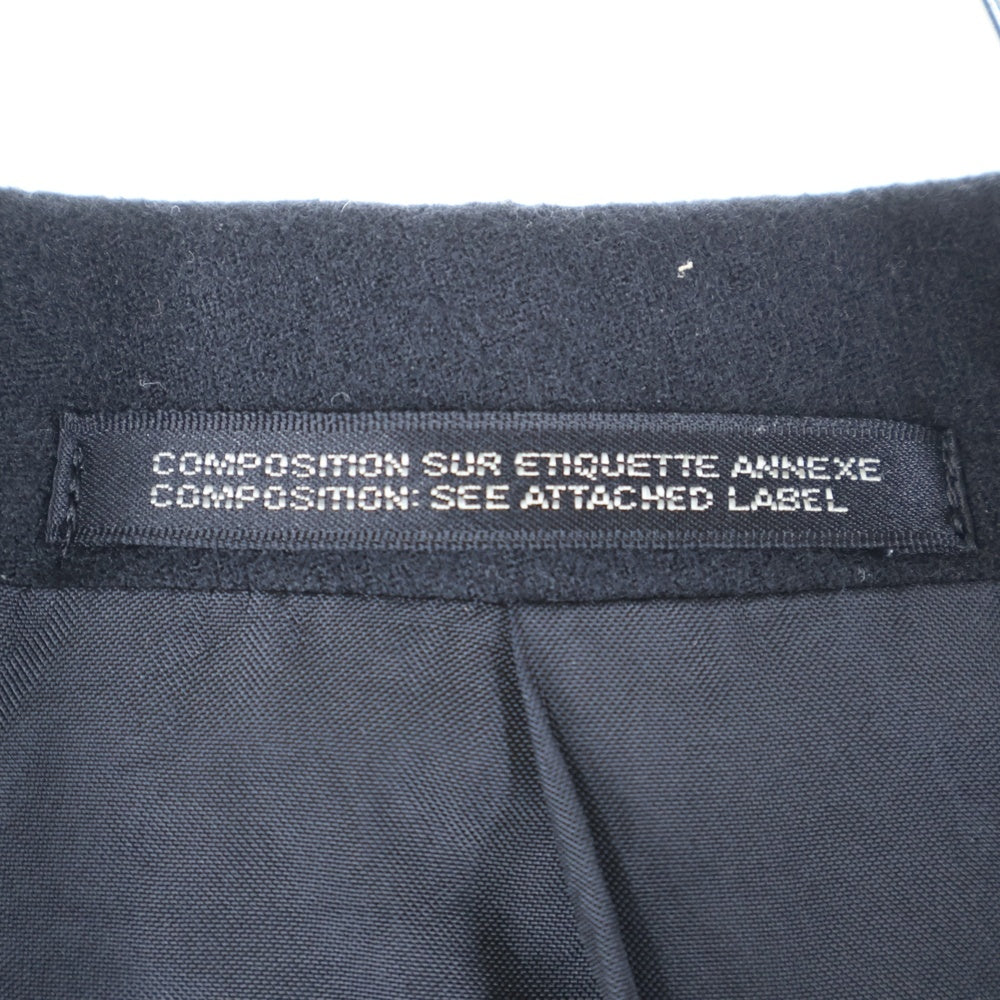 COMPOSITION SUR ETIQUETTE ANNEXE
COMPOSITION: SEE ATTACHED LABEL